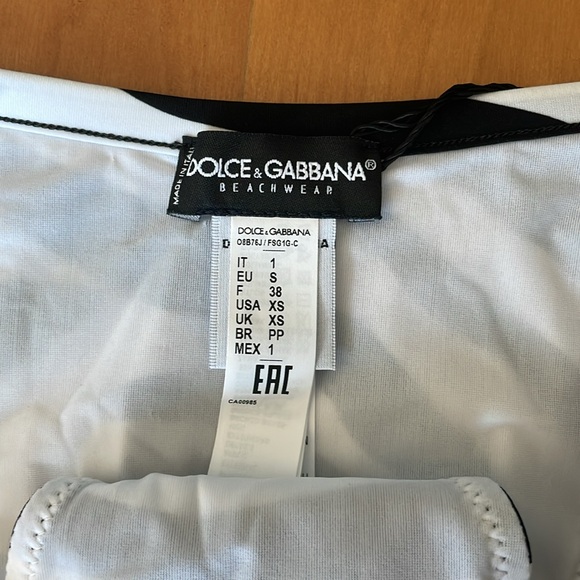 MADE IN ITALY
DOLCE & GABBANA®
BEACHWEAR
DOLCE & GABBANA
O8B75J / FSG1G-C
IT 1
EU S
F 38
USA XS
UK XS
BR PP
MEX 1
EAC
CA00985